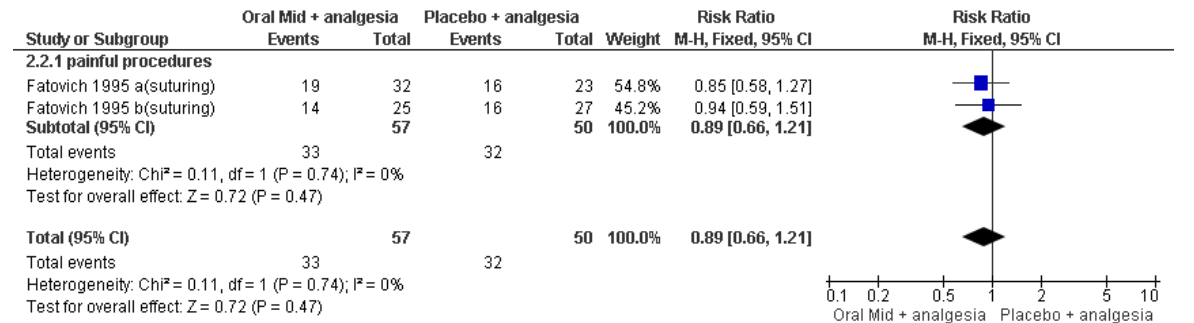 Oral Mid + analgesia Placebo + analgesia Risk Ratio Risk Ratio
Study or Subgroup Events Total Events Total Weight M-H, Fixed, 95% CI M-H, Fixed, 95% CI
2.2.1 painful procedures
Fatovich 1995 a(suturing) 19 32 16 23 54.8% 0.85 [0.58, 1.27]
Fatovich 1995 b(suturing) 14 25 16 27 45.2% 0.94 [0.59, 1.51]
Subtotal (95% CI) 57 50 100.0% 0.89 [0.66, 1.21]
Total events 33 32
Heterogeneity: Chi² = 0.11, df = 1 (P = 0.74); I² = 0%
Test for overall effect: Z = 0.72 (P = 0.47)
Total (95% CI) 57 50 100.0% 0.89 [0.66, 1.21]
Total events 33 32
Heterogeneity: Chi² = 0.11, df = 1 (P = 0.74); I² = 0%
Test for overall effect: Z = 0.72 (P = 0.47)
0.1 0.2 0.5 1 2 5 10
Oral Mid + analgesia Placebo + analgesia